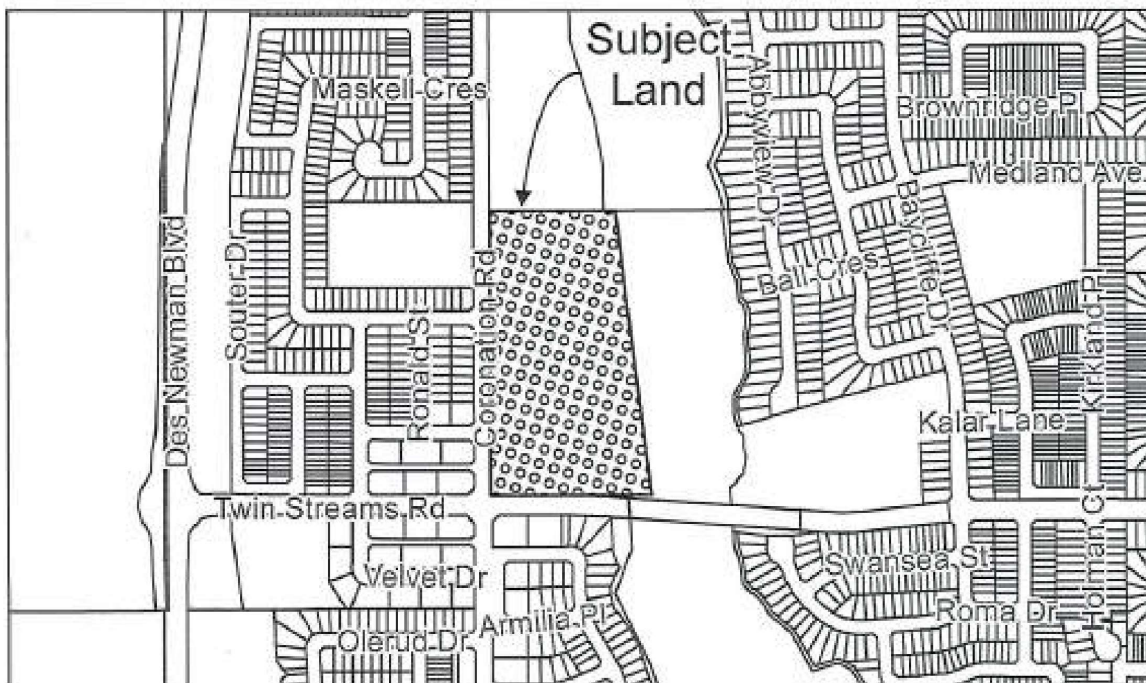 Subject
Land
Maskell Cres
Abbyview Dr
Brownridge Pl
Medland Ave
Des Newman Blvd
Souter Dr
Ronald St
Coronation Rd
Ball Cres
Baycliffe Dr
Kirkland Pl
Kalar Lane
Twin Streams Rd
Velvet Dr
Swansea St
Holman Ct
Olerud Dr
Armilia Pl
Roma Dr